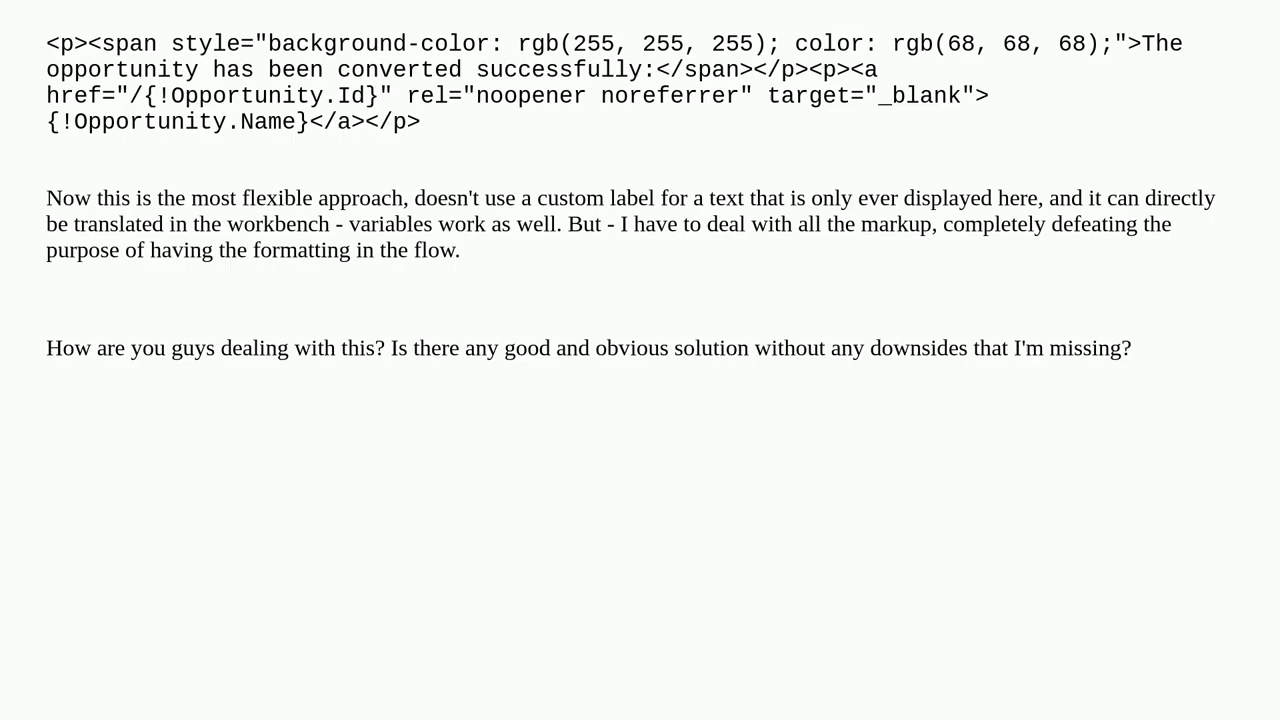 <p><span style="background-color: rgb(255, 255, 255); color: rgb(68, 68, 68);">The
opportunity has been converted successfully:</span></p><p><a
href="/{!Opportunity.Id}" rel="noopener noreferrer" target="_blank">
{!Opportunity.Name}</a></p>
Now this is the most flexible approach, doesn't use a custom label for a text that is only ever displayed here, and it can directly
be translated in the workbench - variables work as well. But - I have to deal with all the markup, completely defeating the
purpose of having the formatting in the flow.
How are you guys dealing with this? Is there any good and obvious solution without any downsides that I'm missing?